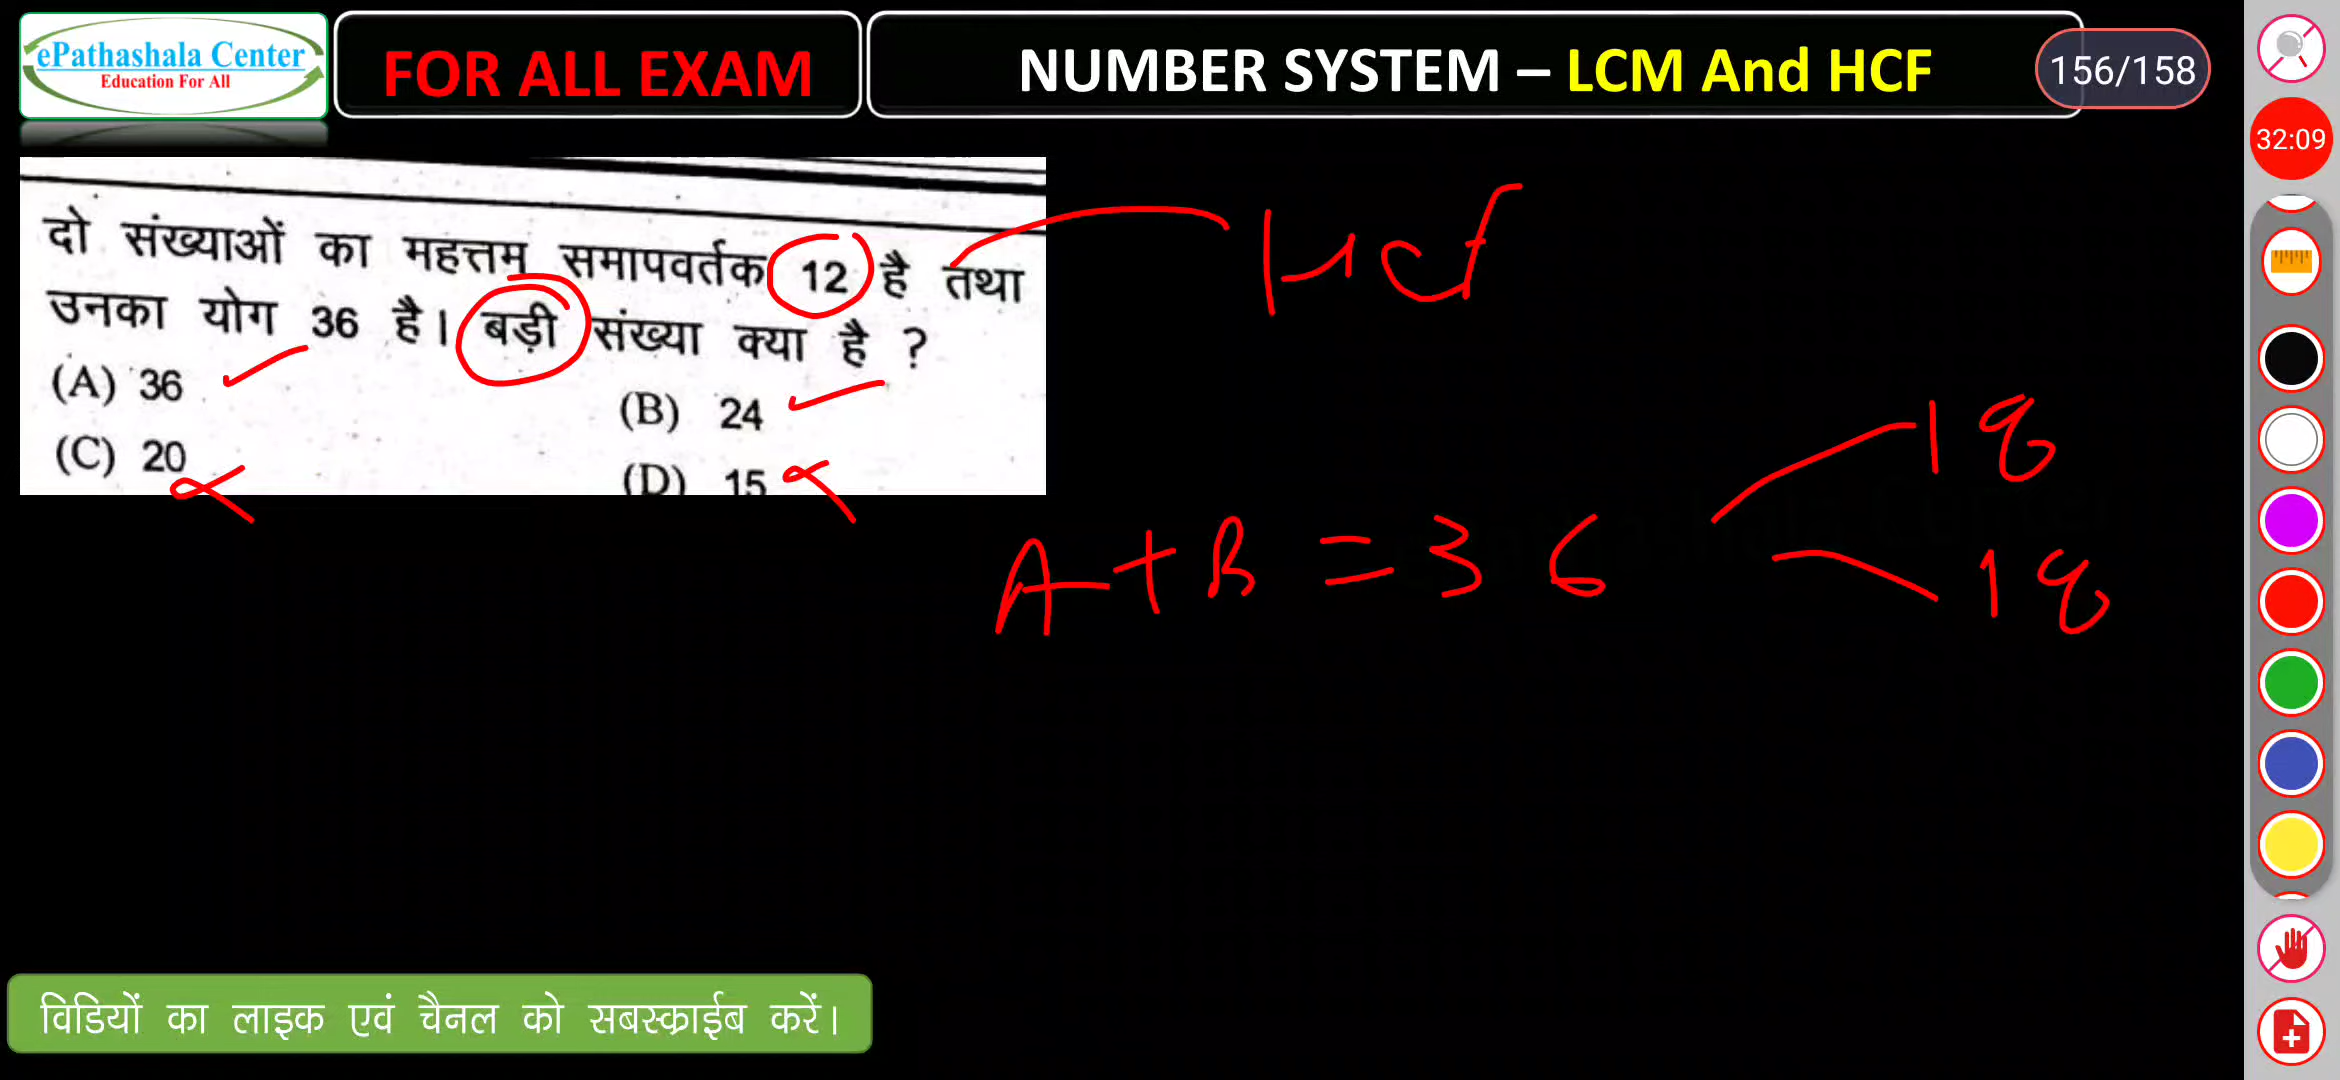 ePathashala Center
Education For All
FOR ALL EXAM
NUMBER SYSTEM – LCM And HCF
156/158
32:09
दो संख्याओं का महत्तम समापवर्तक 12 है तथा
उनका योग 36 है। बड़ी संख्या क्या है ?
(A) 36
(B) 24
(C) 20
(D) 15
HCf
A+B = 36
18
18
विडियों का लाइक एवं चैनल को सबस्क्राईब करें।